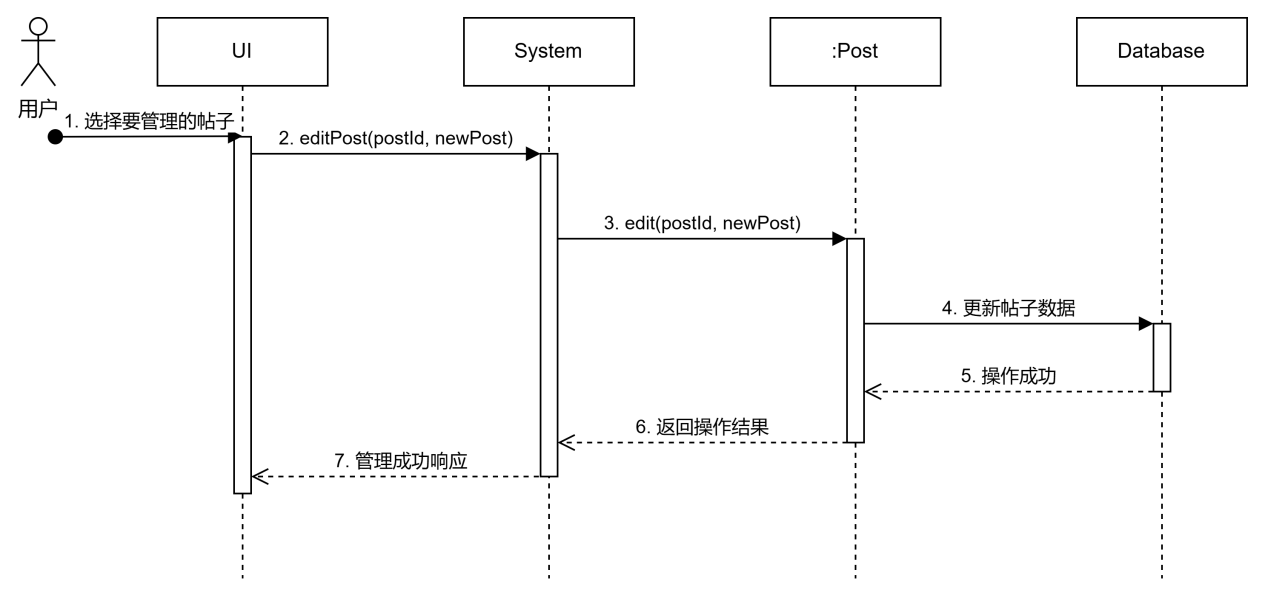 UI
System
:Post
Database
用户
1. 选择要管理的帖子
2. editPost(postId, newPost)
3. edit(postId, newPost)
4. 更新帖子数据
5. 操作成功
6. 返回操作结果
7. 管理成功响应